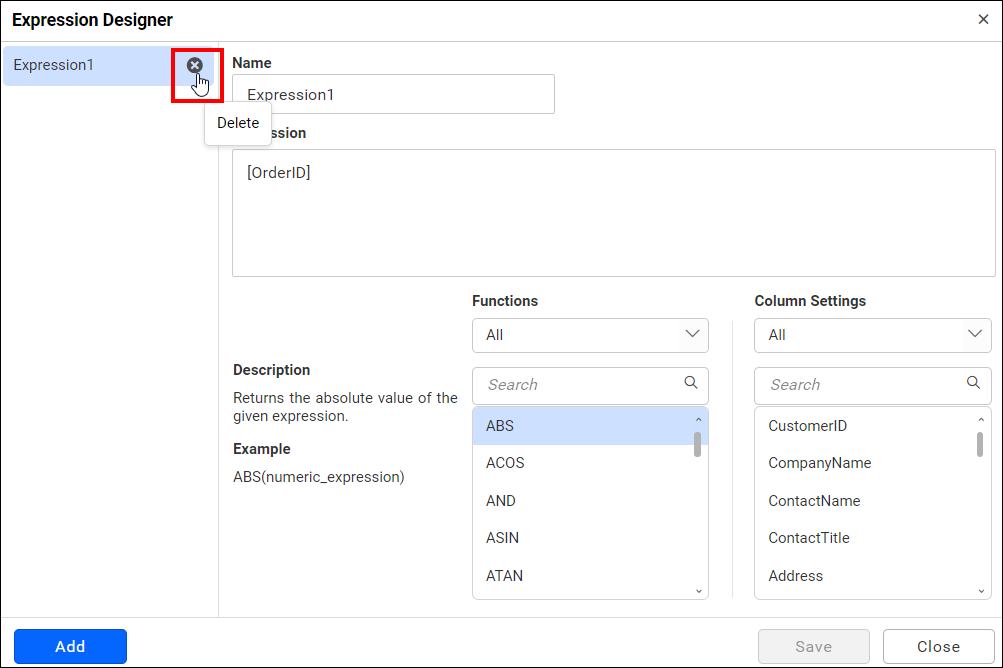 Expression Designer
Expression1
Name
Expression1
Delete
ssion
[OrderID]
Functions
Column Settings
All
All
Description
Returns the absolute value of the
given expression.
Example
ABS(numeric_expression)
Search
ABS
ACOS
AND
ASIN
ATAN
Search
CustomerID
CompanyName
ContactName
ContactTitle
Address
Add
Save
Close